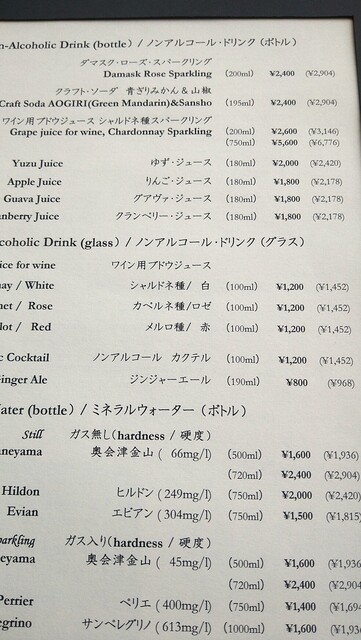 n-Alcoholic Drink (bottle) / ノンアルコール・ドリンク (ボトル)
ダマスク・ローズ・スパークリング
Damask Rose Sparkling (200ml) ¥2,400 (¥2,904)
クラフト・ソーダ 青ぎりみかん＆山椒
Craft Soda AOGIRI(Green Mandarin)&Sansho (195ml) ¥2,400 (¥2,904)
ワイン用ブドウジュース シャルドネ種スパークリング
Grape juice for wine, Chardonnay Sparkling (200ml) ¥2,600 (¥3,146)
(750ml) ¥5,600 (¥6,776)
Yuzu Juice ゆず・ジュース (180ml) ¥2,000 (¥2,420)
Apple Juice りんご・ジュース (180ml) ¥1,800 (¥2,178)
Guava Juice グアヴァ・ジュース (180ml) ¥1,800 (¥2,178)
anberry Juice クランベリー・ジュース (180ml) ¥1,800 (¥2,178)
coholic Drink (glass) / ノンアルコール・ドリンク (グラス)
ice for wine ワイン用ブドウジュース
nay / White シャルドネ種/ 白 (100ml) ¥1,200 (¥1,452)
net / Rose カベルネ種/ロゼ (100ml) ¥1,200 (¥1,452)
lot / Red メルロ種/ 赤 (100ml) ¥1,200 (¥1,452)
c Cocktail ノンアルコール カクテル (100ml) ¥1,200 (¥1,452)
Ginger Ale ジンジャーエール (190ml) ¥800 (¥968)
Water (bottle) / ミネラルウォーター (ボトル)
Still ガス無し(hardness / 硬度)
neyama 奥会津金山 ( 66mg/l) (500ml) ¥1,600 (¥1,936
(720ml) ¥2,400 (¥2,904)
Hildon ヒルドン (249mg/l) (750ml) ¥2,000 (¥2,420)
Evian エビアン (304mg/l) (750ml) ¥1,500 (¥1,815
parkling ガス入り(hardness / 硬度)
eyama 奥会津金山 ( 45mg/l) (500ml) ¥1,600 (¥1,936
(720ml) ¥2,400 (¥2,904
Perrier ペリエ (400mg/l) (750ml) ¥1,400 (¥1,694
egrino サンペレグリノ (613mg/l) (1000ml) ¥1,600 (¥1,936